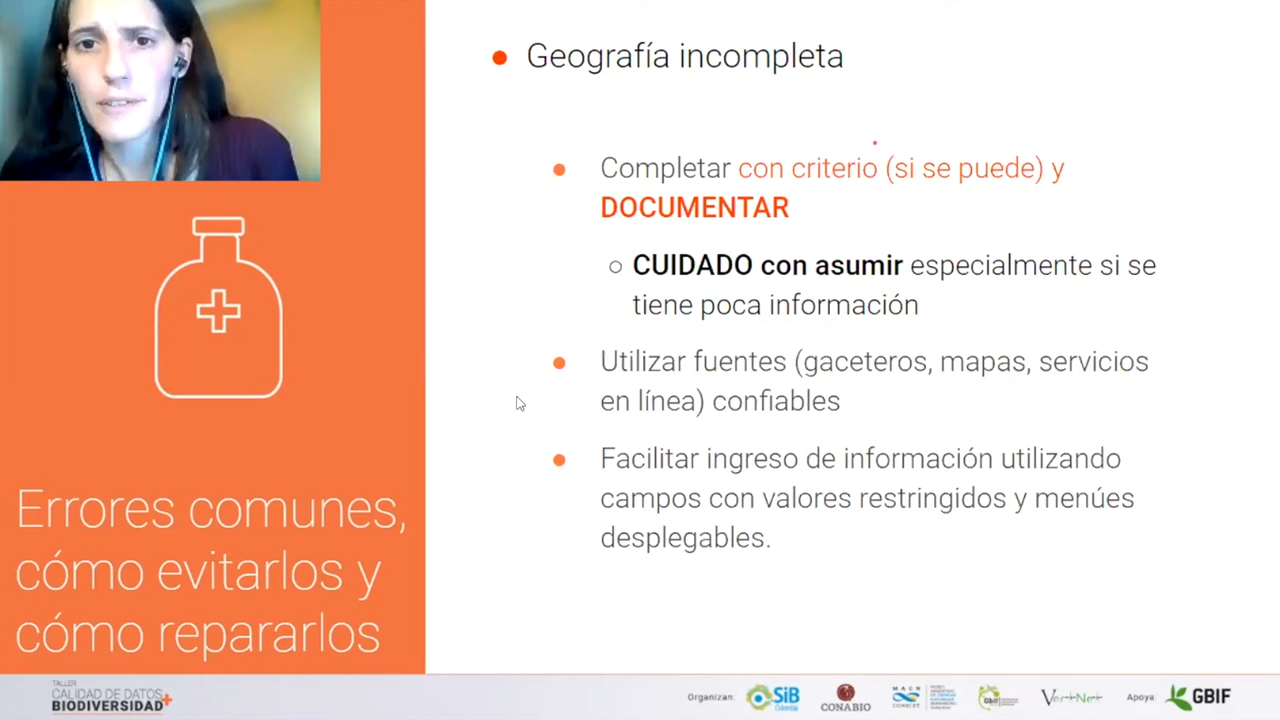 Geografía incompleta
Completar con criterio (si se puede) y
DOCUMENTAR
CUIDADO con asumir especialmente si se
tiene poca información
Utilizar fuentes (gaceteros, mapas, servicios
en línea) confiables
Facilitar ingreso de información utilizando
campos con valores restringidos y menúes
desplegables.
Errores comunes,
cómo evitarlos y
cómo repararlos
TALLER
CALIDAD DE DATOS
BIODIVERSIDAD
Organizan:
SiB
Colombia
CONABIO
MACN
CONICET
VertNet
Apoya:
GBIF